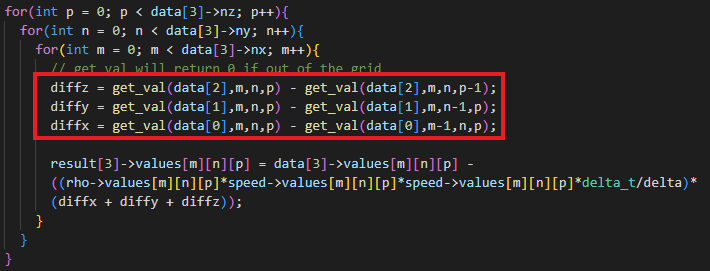 for(int p = 0; p < data[3]->nz; p++){
for(int n = 0; n < data[3]->ny; n++){
for(int m = 0; m < data[3]->nx; m++){
// get_val will return 0 if out of the grid
diffz = get_val(data[2],m,n,p) - get_val(data[2],m,n,p-1);
diffy = get_val(data[1],m,n,p) - get_val(data[1],m,n-1,p);
diffx = get_val(data[0],m,n,p) - get_val(data[0],m-1,n,p);
result[3]->values[m][n][p] = data[3]->values[m][n][p] -
((rho->values[m][n][p]*speed->values[m][n][p]*speed->values[m][n][p]*delta_t/delta)*
(diffx + diffy + diffz));
}
}
}